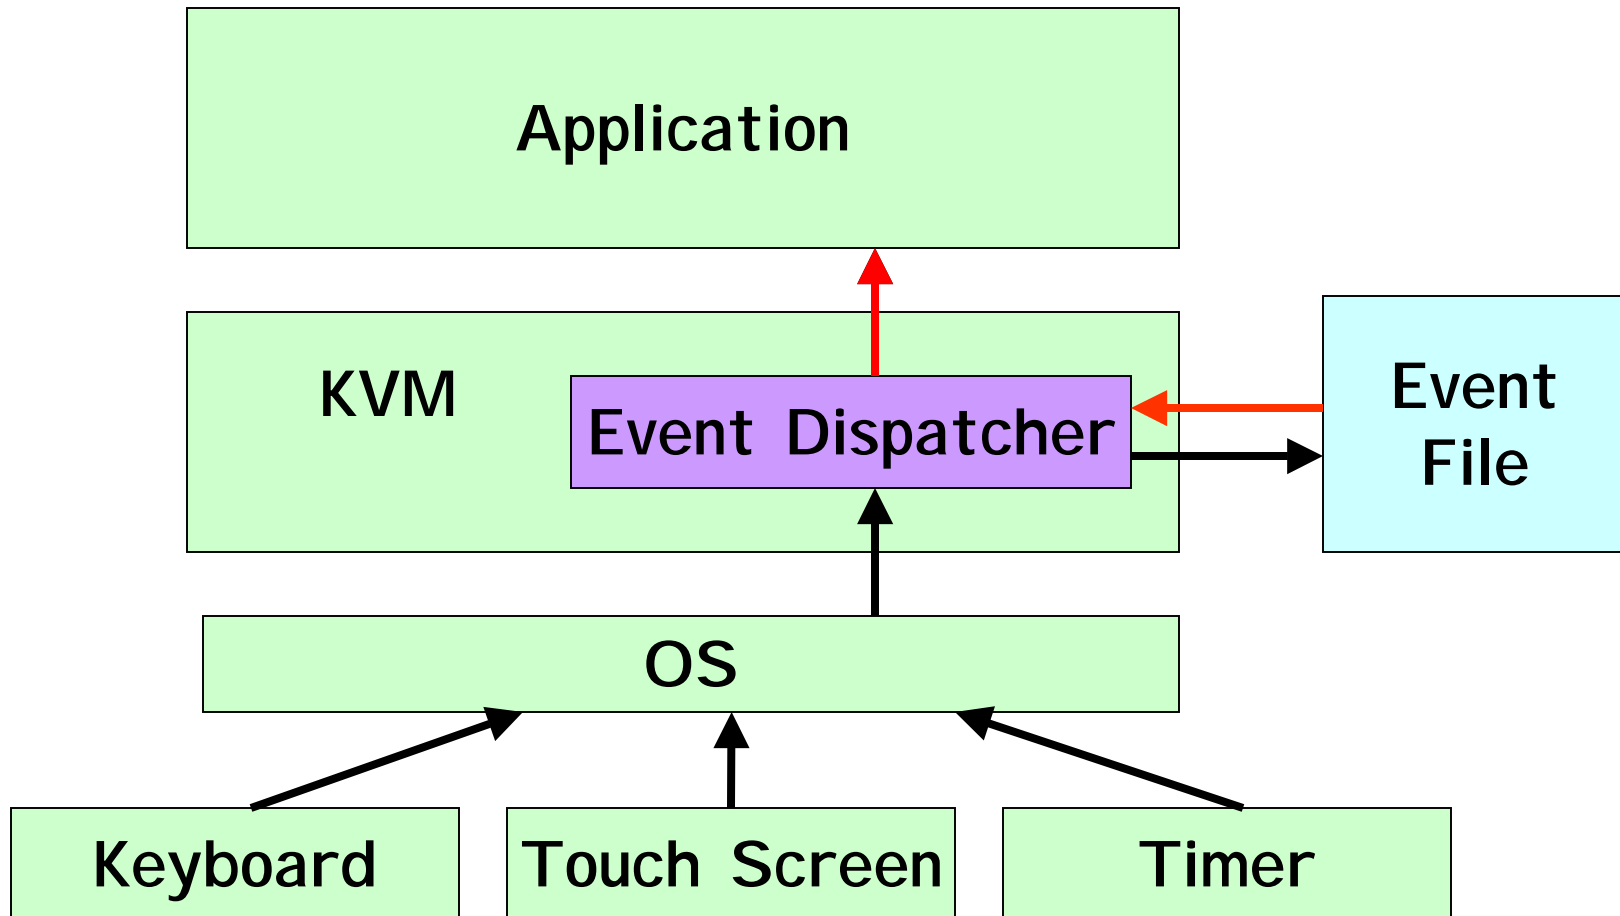 Application
KVM
Event Dispatcher
Event
File
OS
Keyboard
Touch Screen
Timer